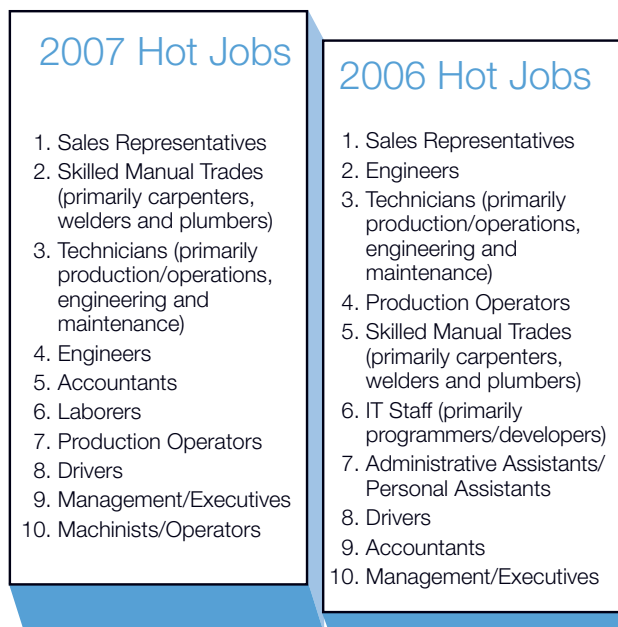 2007 Hot Jobs
1. Sales Representatives
2. Skilled Manual Trades
(primarily carpenters,
welders and plumbers)
3. Technicians (primarily
production/operations,
engineering and
maintenance)
4. Engineers
5. Accountants
6. Laborers
7. Production Operators
8. Drivers
9. Management/Executives
10. Machinists/Operators
2006 Hot Jobs
1. Sales Representatives
2. Engineers
3. Technicians (primarily
production/operations,
engineering and
maintenance)
4. Production Operators
5. Skilled Manual Trades
(primarily carpenters,
welders and plumbers)
6. IT Staff (primarily
programmers/developers)
7. Administrative Assistants/
Personal Assistants
8. Drivers
9. Accountants
10. Management/Executives